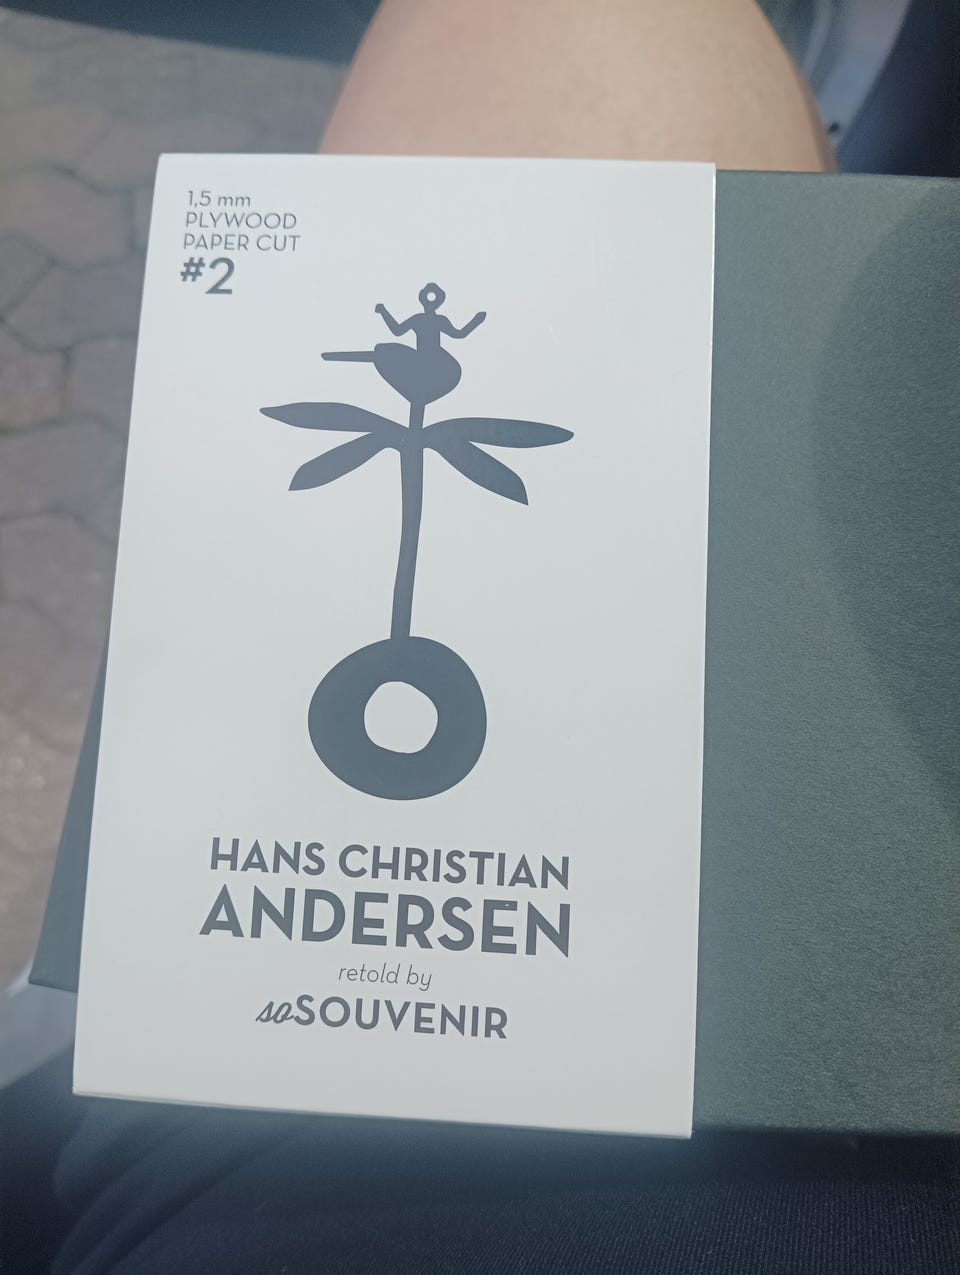 1,5 mm
PLYWOOD
PAPER CUT
#2
HANS CHRISTIAN
ANDERSEN
retold by
soSOUVENIR